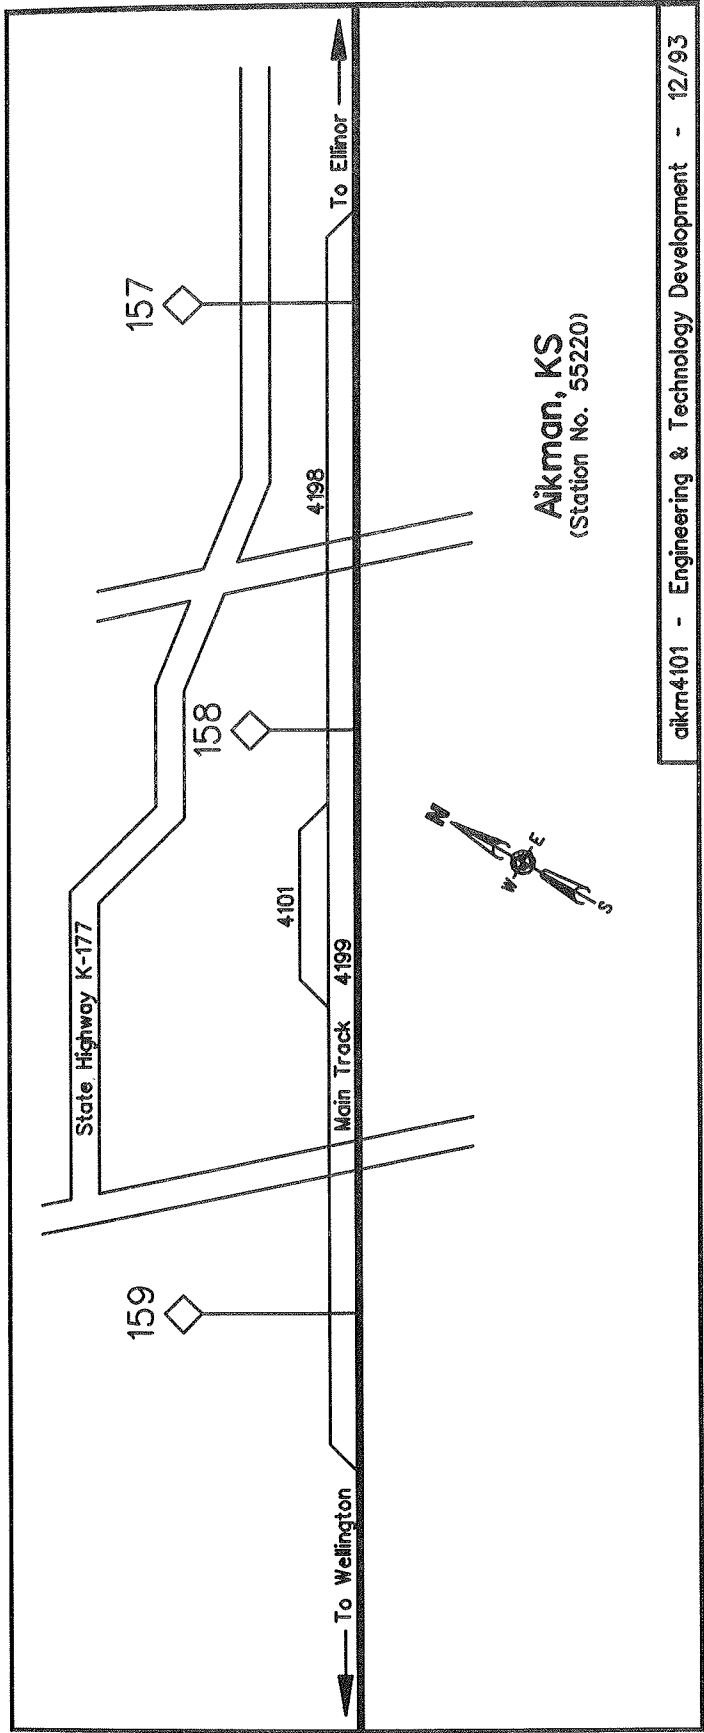 159
158
157
State Highway K-177
4101
4198
Main Track 4199
To Wellington
To Ellinor
N
W
E
S
Aikman, KS
(Station No. 55220)
aikm4101 - Engineering & Technology Development - 12/93